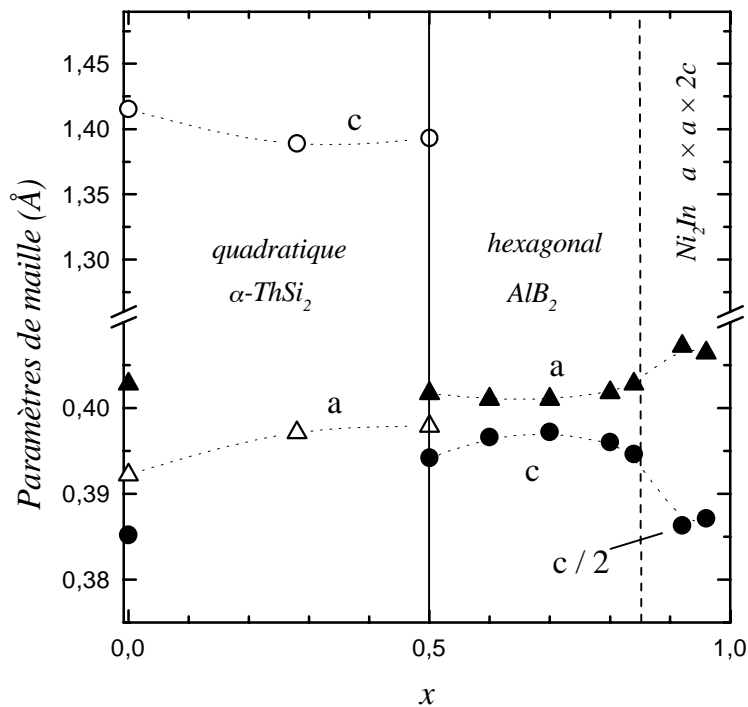 1,45
1,40
1,35
1,30
0,40
0,39
0,38
Paramètres de maille (Å)
c
quadratique
α-ThSi₂
a
hexagonal
AlB₂
a
c
c / 2
Ni₂In a × a × 2c
0,0
0,5
1,0
x